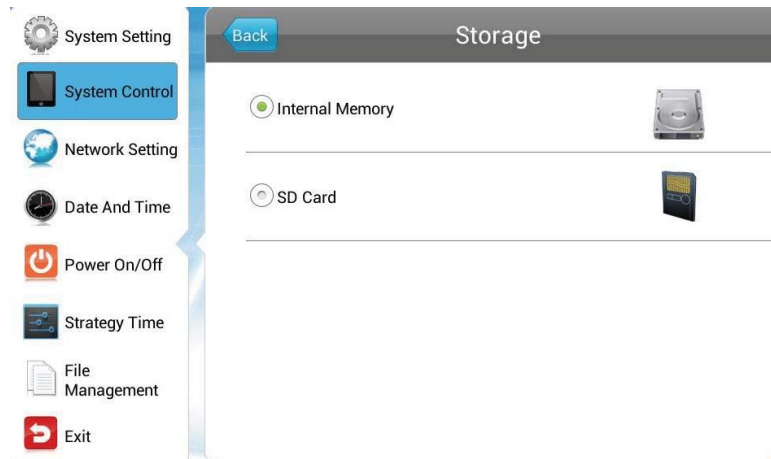 System Setting
System Control
Network Setting
Date And Time
Power On/Off
Strategy Time
File
Management
Exit
Back
Storage
Internal Memory
SD Card